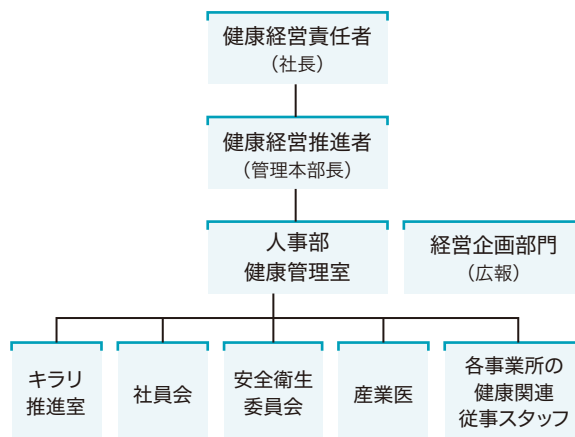 健康経営責任者
（社長）
健康経営推進者
（管理本部長）
人事部
健康管理室
経営企画部門
（広報）
キラリ
推進室
社員会
安全衛生
委員会
産業医
各事業所の
健康関連
従事スタッフ